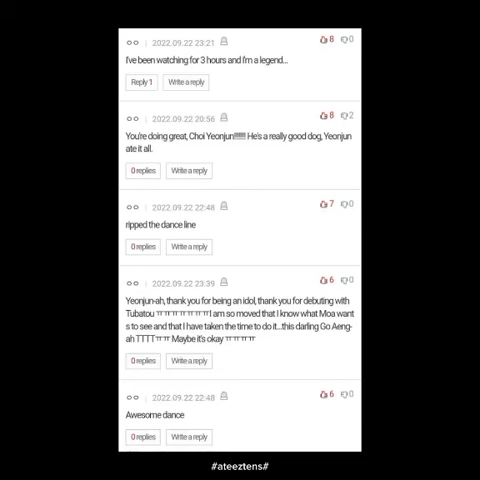 ㅇㅇ | 2022.09.22 23:21 8 0
I've been watching for 3 hours and I'm a legend...
Reply 1 Write a reply
ㅇㅇ | 2022.09.22 20:56 8 2
You're doing great, Choi Yeonjun!!!!!!! He's a really good dog, Yeonjun
ate it all.
0 replies Write a reply
ㅇㅇ | 2022.09.22 22:48 7 0
ripped the dance line
0 replies Write a reply
ㅇㅇ | 2022.09.22 23:39 6 0
Yeonjun-ah, thank you for being an idol, thank you for debuting with
Tubatou ㅠㅠㅠㅠㅠㅠㅠI am so moved that I know what Moa want
s to see and that I have taken the time to do it...this darling Go Aeng-
ah TTTTㅠㅠ Maybe it's okay ㅠㅠㅠㅠ
0 replies Write a reply
ㅇㅇ | 2022.09.22 22:48 6 0
Awesome dance
0 replies Write a reply
#ateeztens#